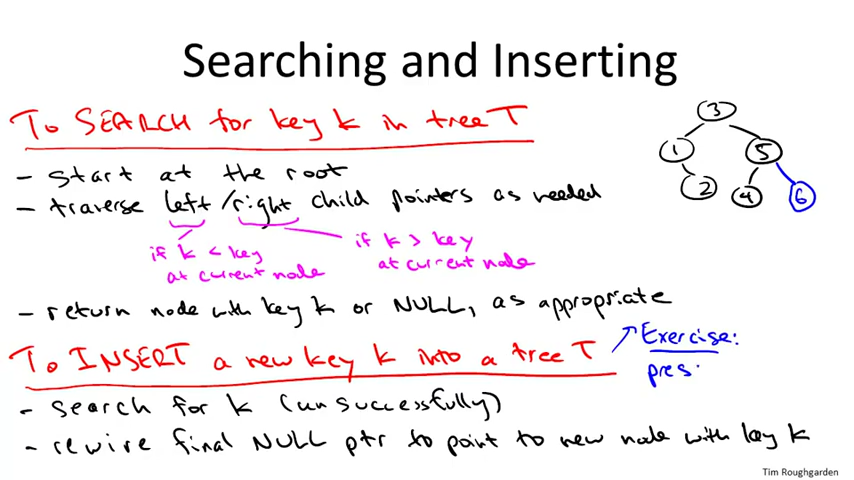 Searching and Inserting
To SEARCH for key k in tree T
- start at the root
- traverse left/right child pointers as needed
if k < key at current node
if k > key at current node
- return node with key k or NULL, as appropriate
To INSERT a new key k into a tree T
Exercise:
pres
- search for k (unsuccessfully)
- rewire final NULL ptr to point to new node with key k
3
1
5
2
4
6
Tim Roughgarden